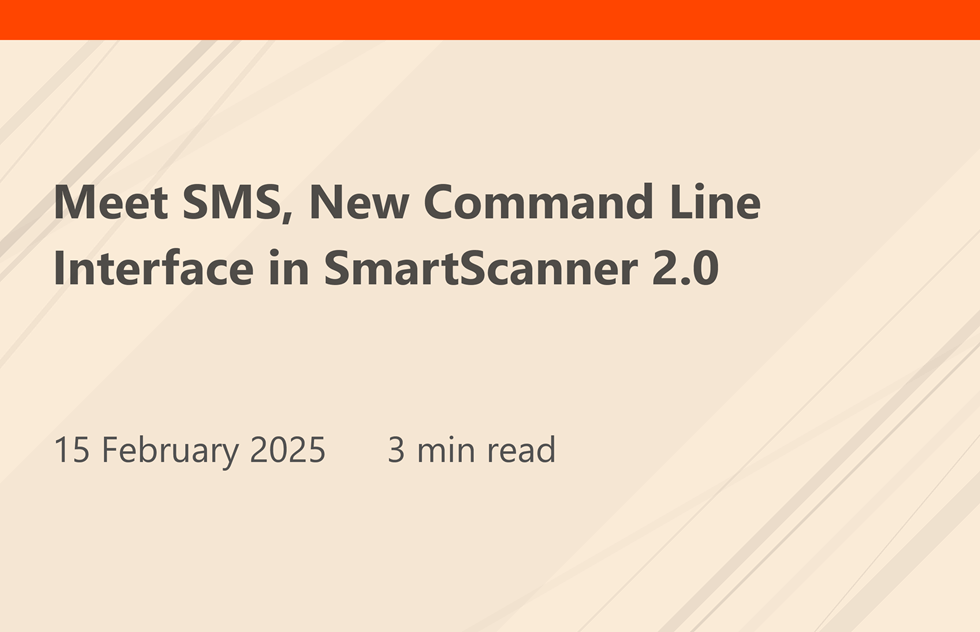 Meet SMS, New Command Line
Interface in SmartScanner 2.0
15 February 2025 3 min read